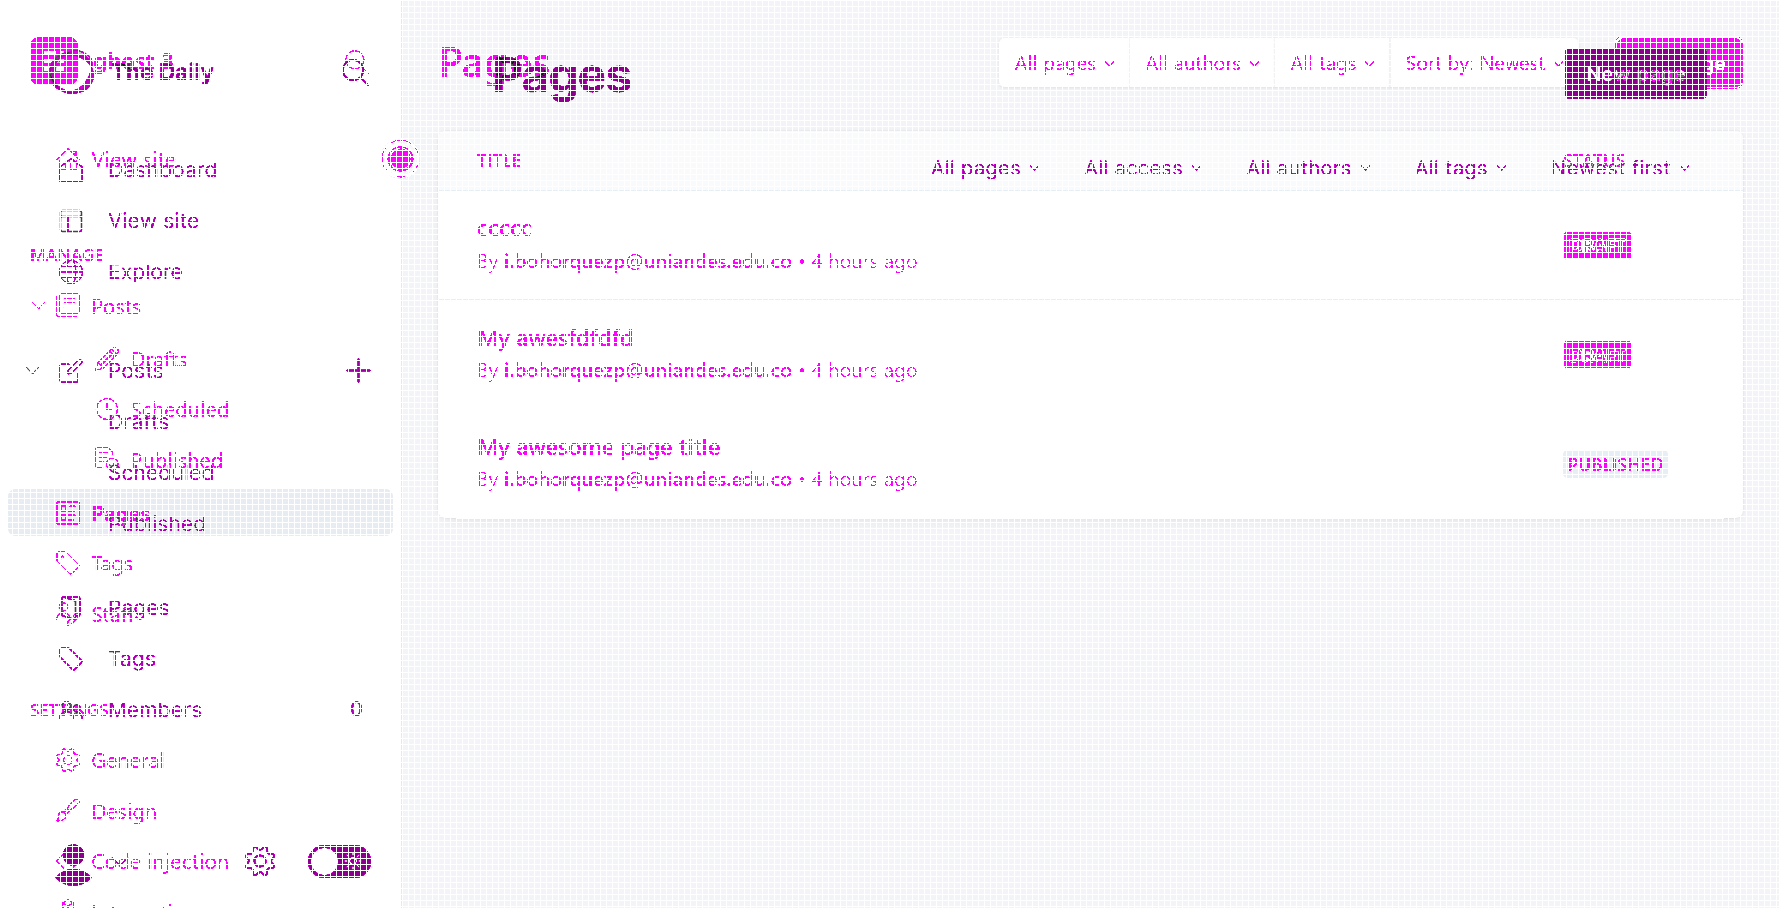 The Daily
Pages
All pages
All authors
All tags
Sort by: Newest
New page
View site
Dashboard
TITLE
STATUS
All pages
All access
All authors
All tags
Newest first
View site
ccccc
MANAGE
By i.bohorquezp@uniandes.edu.co • 4 hours ago
DRAFT
Explore
Posts
My awesfdfdfd
By i.bohorquezp@uniandes.edu.co • 4 hours ago
DRAFT
Drafts
Posts
Scheduled
Drafts
My awesome page title
By i.bohorquezp@uniandes.edu.co • 4 hours ago
PUBLISHED
Published
Scheduled
Pages
Published
Tags
Pages
Staff
Tags
SETTINGS
Members
0
General
Design
Code injection